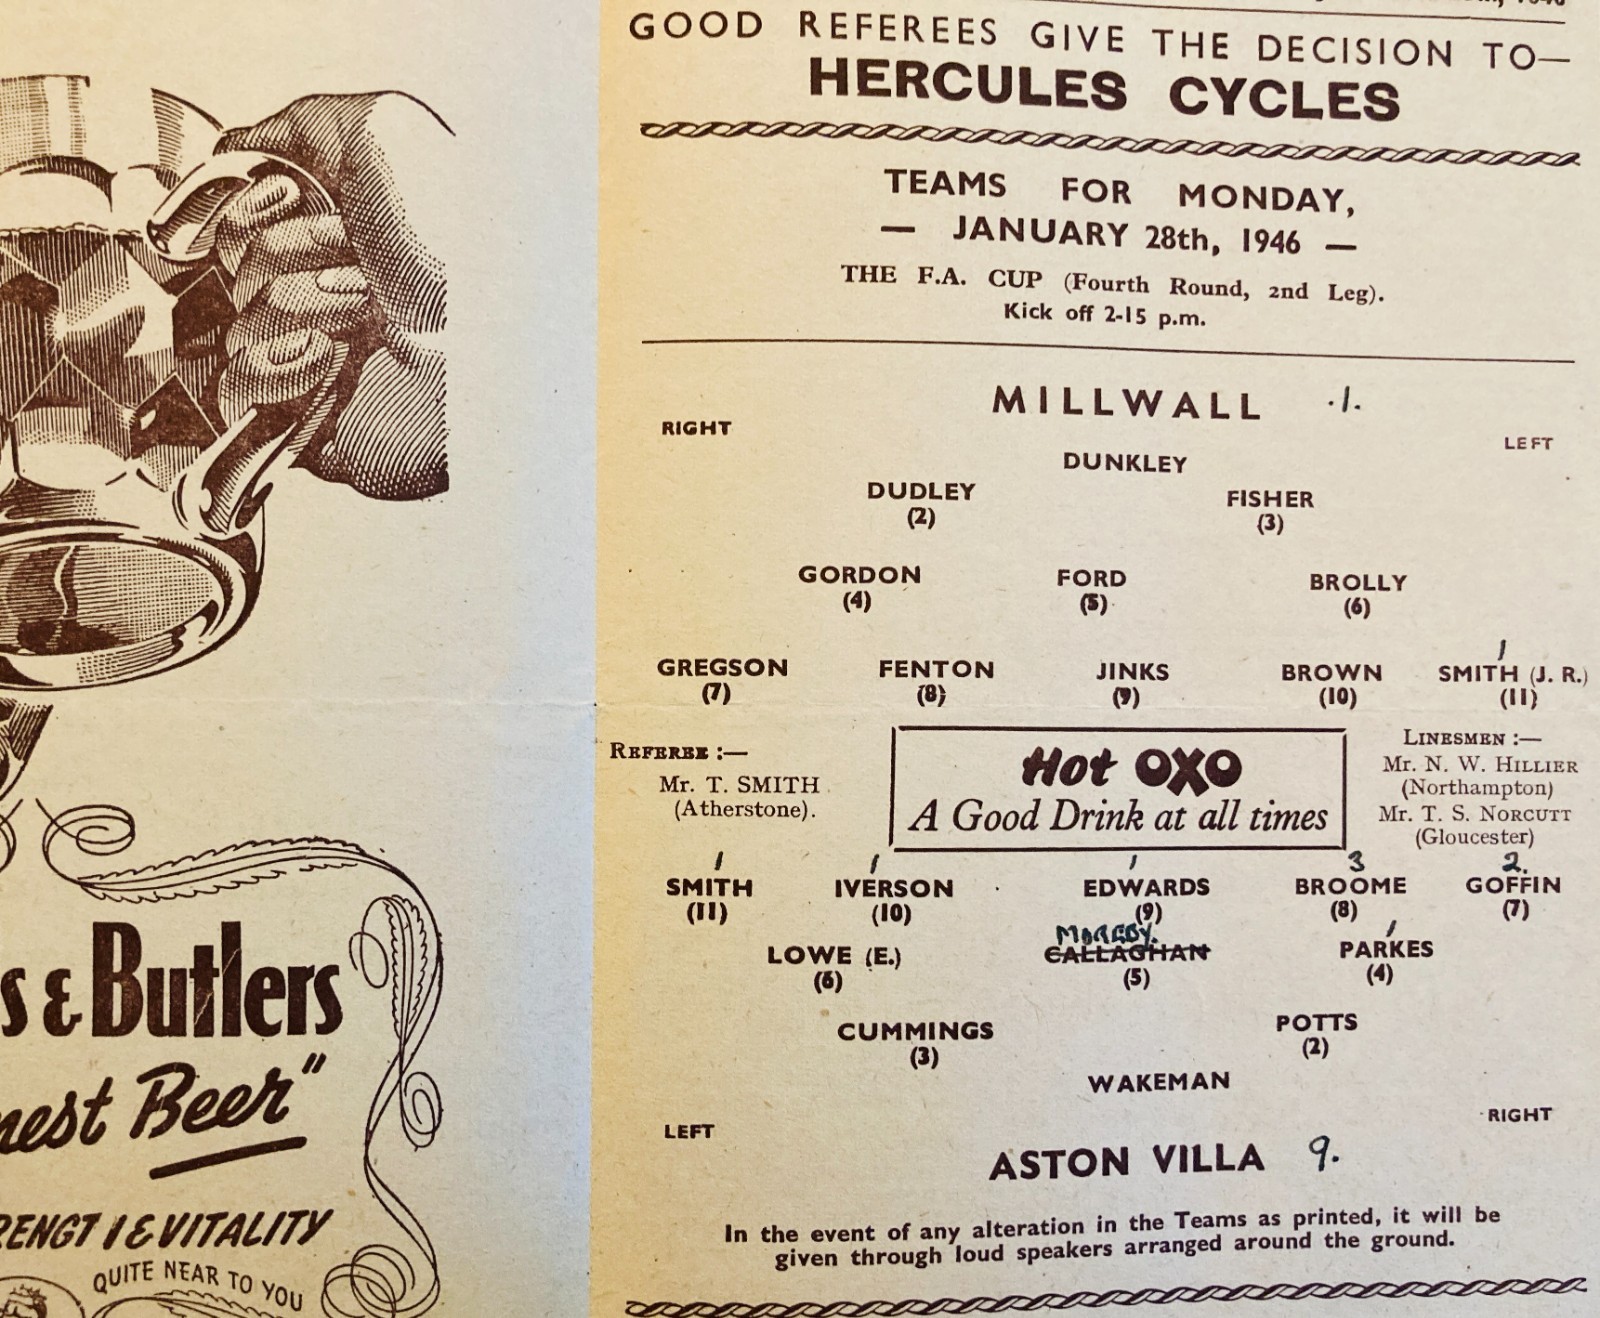 GOOD REFEREES GIVE THE DECISION TO—
HERCULES CYCLES
TEAMS FOR MONDAY,
— JANUARY 28th, 1946 —
THE F.A. CUP (Fourth Round, 2nd Leg).
Kick off 2-15 p.m.
MILLWALL .1.
RIGHT LEFT
DUNKLEY
DUDLEY FISHER
(2) (3)
GORDON FORD BROLLY
(4) (5) (6)
1
GREGSON FENTON JINKS BROWN SMITH (J. R.)
(7) (8) (9) (10) (11)
REFEREE :—
Mr. T. SMITH
(Atherstone).
Hot OXO
A Good Drink at all times
LINESMEN :—
Mr. N. W. HILLIER
(Northampton)
Mr. T. S. NORCUTT
(Gloucester)
1 1 1 3 2.
SMITH IVERSON EDWARDS BROOME GOFFIN
(11) (10) (9) (8) (7)
MOREBY. 1
LOWE (E.) CALLAGHAN PARKES
(6) (5) (4)
CUMMINGS POTTS
(3) (2)
WAKEMAN
LEFT RIGHT
ASTON VILLA 9.
In the event of any alteration in the Teams as printed, it will be
given through loud speakers arranged around the ground.
& Butlers
Beer"
& VITALITY
QUITE NEAR TO YOU